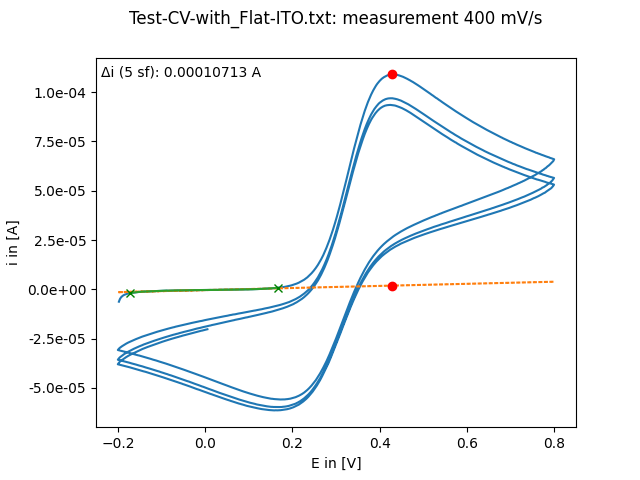 Test-CV-with_Flat-ITO.txt: measurement 400 mV/s
Δi (5 sf): 0.00010713 A
1.0e-04
7.5e-05
5.0e-05
2.5e-05
0.0e+00
-2.5e-05
-5.0e-05
i in [A]
−0.2 0.0 0.2 0.4 0.6 0.8
E in [V]